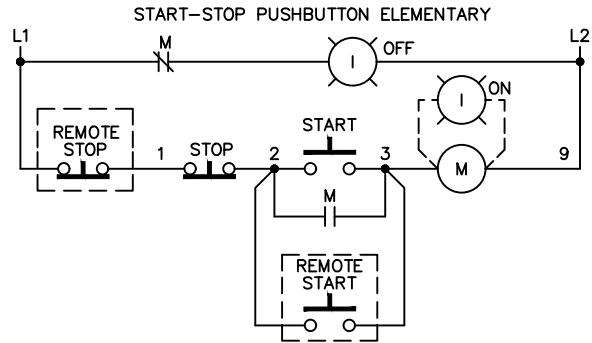 START-STOP PUSHBUTTON ELEMENTARY
L1
L2
M
I
OFF
I
ON
REMOTE
STOP
1
STOP
2
START
3
M
9
M
REMOTE
START